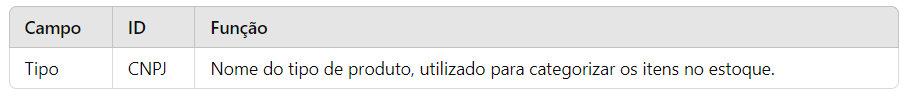 Campo ID Função
Tipo CNPJ Nome do tipo de produto, utilizado para categorizar os itens no estoque.